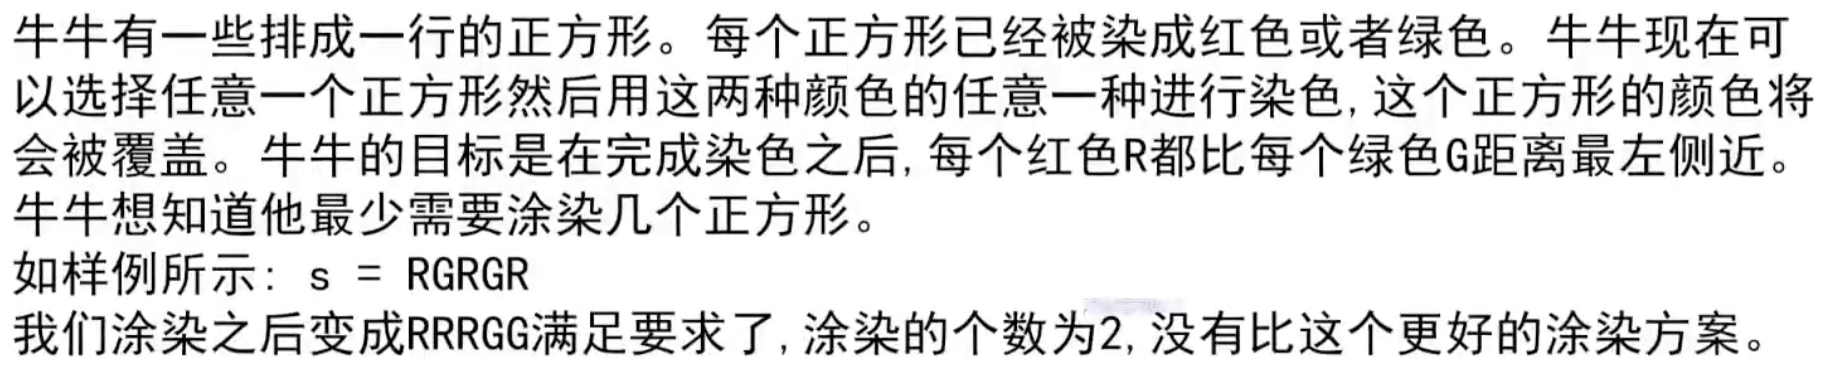 牛牛有一些排成一行的正方形。每个正方形已经被染成红色或者绿色。牛牛现在可
以选择任意一个正方形然后用这两种颜色的任意一种进行染色,这个正方形的颜色将
会被覆盖。牛牛的目标是在完成染色之后,每个红色R都比每个绿色G距离最左侧近。
牛牛想知道他最少需要涂染几个正方形。
如样例所示: s = RGRGR
我们涂染之后变成RRRGG满足要求了,涂染的个数为2,没有比这个更好的涂染方案。